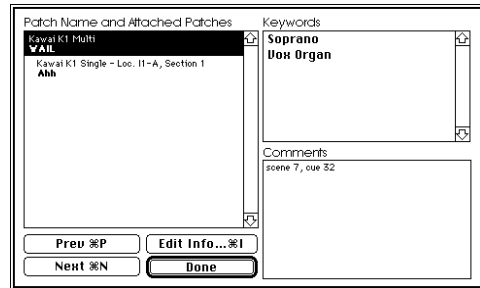 Patch Name and Attached Patches
Kawai K1 Multi
WAIL
Kawai K1 Single - Loc. I1-A, Section 1
Ahh
Keywords
Soprano
Vox Organ
Comments
scene 7, cue 32
Prev ⌘P
Edit Info...⌘I
Next ⌘N
Done